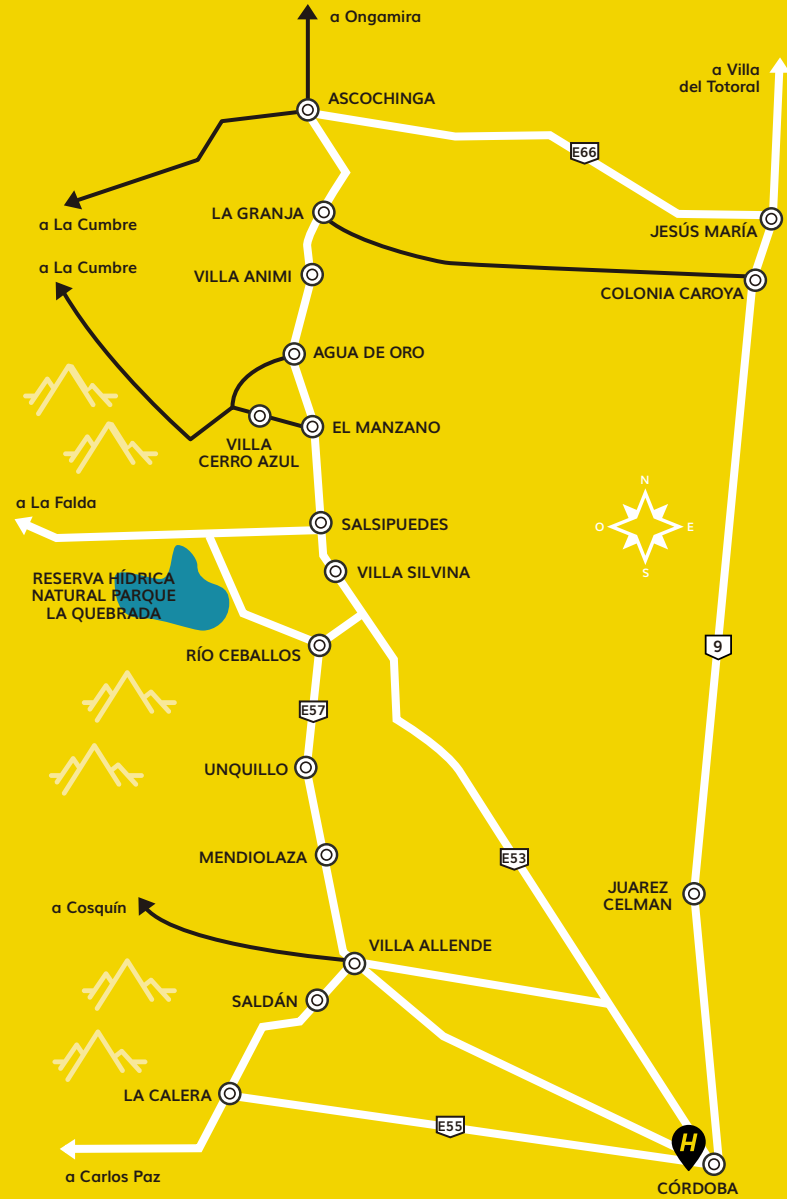 a Ongamira
a Villa
del Totoral
ASCOCHINGA
E66
a La Cumbre
LA GRANJA
JESÚS MARÍA
a La Cumbre
VILLA ANIMI
COLONIA CAROYA
AGUA DE ORO
EL MANZANO
VILLA
CERRO AZUL
N
O
E
S
a La Falda
SALSIPUEDES
VILLA SILVINA
RESERVA HÍDRICA
NATURAL PARQUE
LA QUEBRADA
RÍO CEBALLOS
9
E57
UNQUILLO
MENDIOLAZA
E53
JUAREZ
CELMAN
a Cosquín
VILLA ALLENDE
SALDÁN
LA CALERA
E55
H
a Carlos Paz
CÓRDOBA